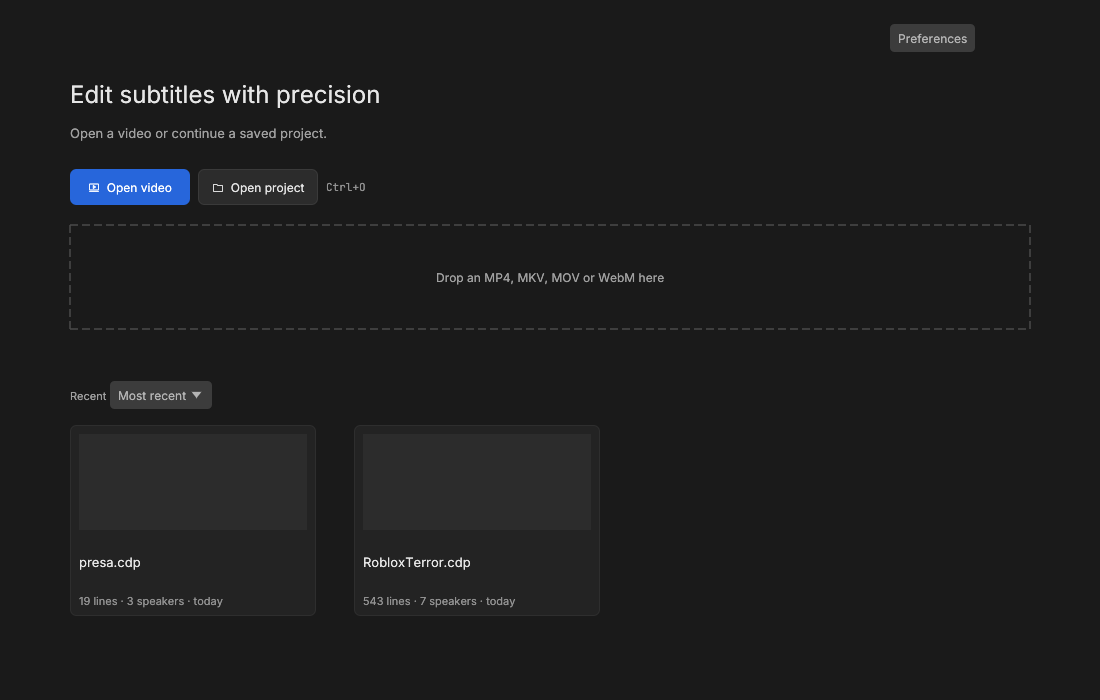 Preferences
Edit subtitles with precision
Open a video or continue a saved project.
Open video Open project Ctrl+O
Drop an MP4, MKV, MOV or WebM here
Recent Most recent
presa.cdp RobloxTerror.cdp
19 lines · 3 speakers · today 543 lines · 7 speakers · today